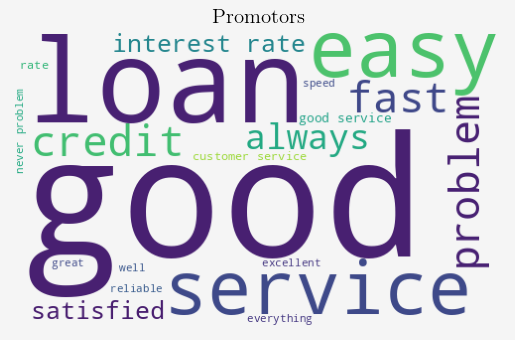 Promotors
loan
easy
interest rate
rate
speed
fast
never problem
good service
credit
always
customer service
problem
good
great
well
excellent
reliable
service
satisfied
everything